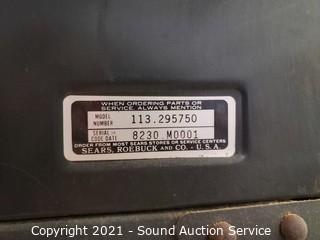 WHEN ORDERING PARTS OR
SERVICE, ALWAYS MENTION
MODEL NUMBER 113.295750
SERIAL or CODE DATE 8230 M0001
ORDER FROM MOST SEARS STORES OR SERVICE CENTERS
SEARS, ROEBUCK AND CO. - U.S.A.
Copyright 2021 - Sound Auction Service